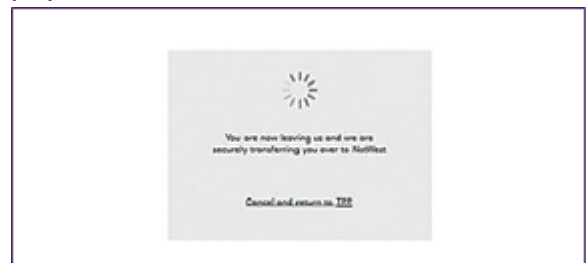 You are now leaving us and we are
securely transferring you over to NatWest
Cancel and return to TPP